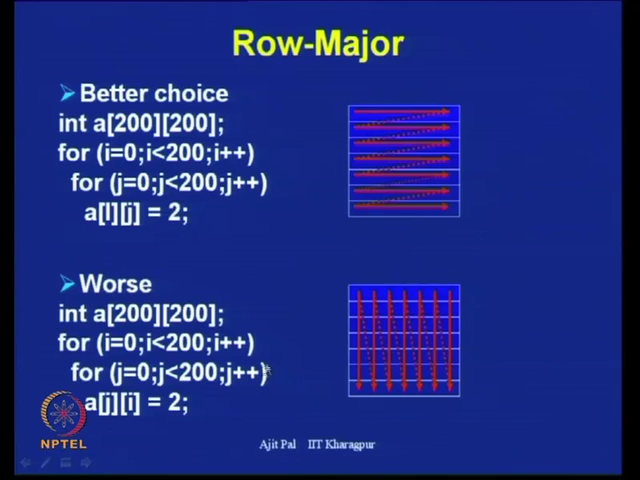 Row-Major
Better choice
int a[200][200];
for (i=0;i<200;i++)
for (j=0;j<200;j++)
a[I][j] = 2;
Worse
int a[200][200];
for (i=0;i<200;i++)
for (j=0;j<200;j++)
a[j][i] = 2;
NPTEL
Ajit Pal IIT Kharagpur